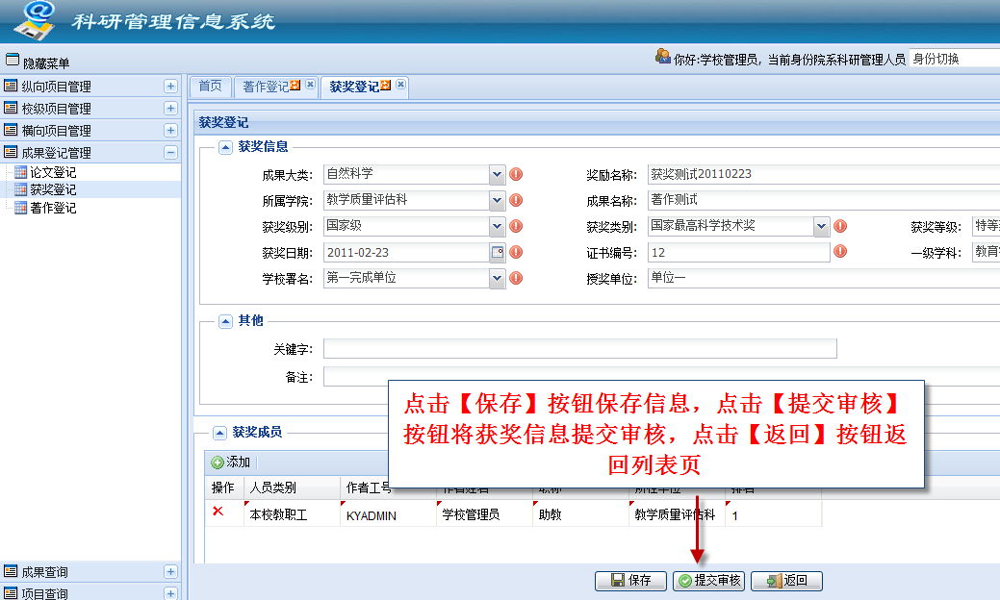 科研管理信息系统
隐藏菜单
你好:学校管理员，当前身份院系科研管理人员 身份切换
纵向项目管理
校级项目管理
横向项目管理
成果登记管理
论文登记
获奖登记
著作登记
成果查询
项目查询
首页 著作登记 获奖登记
获奖登记
获奖信息
成果大类: 自然科学 奖励名称: 获奖测试20110223
所属学院: 教学质量评估科 成果名称: 著作测试
获奖级别: 国家级 获奖类别: 国家最高科学技术奖 获奖等级: 特等
获奖日期: 2011-02-23 证书编号: 12 一级学科: 教育
学校署名: 第一完成单位 授奖单位: 单位一
其他
关键字:
备注:
点击【保存】按钮保存信息，点击【提交审核】
按钮将获奖信息提交审核，点击【返回】按钮返
回列表页
获奖成员
添加
操作 人员类别 作者工号 作者姓名 职称 所在单位 排名
本校教职工 KYADMIN 学校管理员 助教 教学质量评估科 1
保存 提交审核 返回